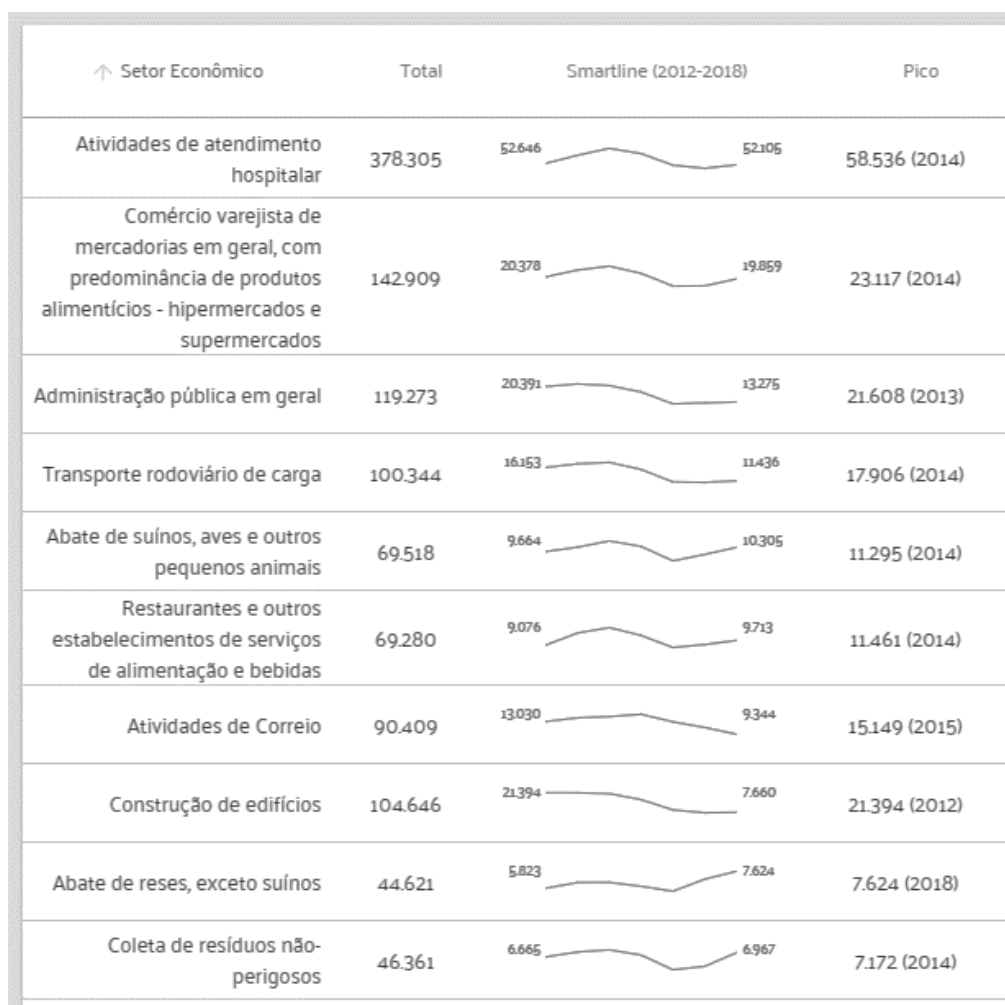 ↑ Setor Econômico Total Smartline (2012-2018) Pico
Atividades de atendimento
hospitalar
378.305 52.646 52.105 58.536 (2014)
Comércio varejista de
mercadorias em geral, com
predominância de produtos
alimentícios - hipermercados e
supermercados
142.909 20.378 19.859 23.117 (2014)
Administração pública em geral 119.273 20.391 13.275 21.608 (2013)
Transporte rodoviário de carga 100.344 16.153 11.436 17.906 (2014)
Abate de suínos, aves e outros
pequenos animais
69.518 9.664 10.305 11.295 (2014)
Restaurantes e outros
estabelecimentos de serviços
de alimentação e bebidas
69.280 9.076 9.713 11.461 (2014)
Atividades de Correio 90.409 13.030 9.344 15.149 (2015)
Construção de edifícios 104.646 21.394 7.660 21.394 (2012)
Abate de reses, exceto suínos 44.621 5.823 7.624 7.624 (2018)
Coleta de resíduos não-
perigosos
46.361 6.665 6.967 7.172 (2014)